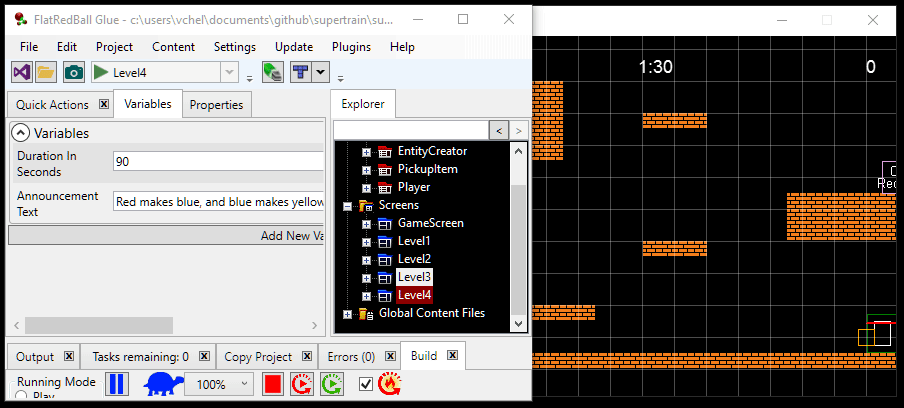 FlatRedBall Glue - c:\users\vchel\documents\github\supertrain\su...
File Edit Project Content Settings Update Plugins Help
Level4
Quick Actions Variables Properties
Variables
Duration In Seconds
90
Announcement Text
Red makes blue, and blue makes yellow
Add New Va
Explorer
< >
EntityCreator
PickupItem
Player
Screens
GameScreen
Level1
Level2
Level3
Level4
Global Content Files
Output Tasks remaining: 0 Copy Project Errors (0) Build
Running Mode
Play
100%
1:30 0